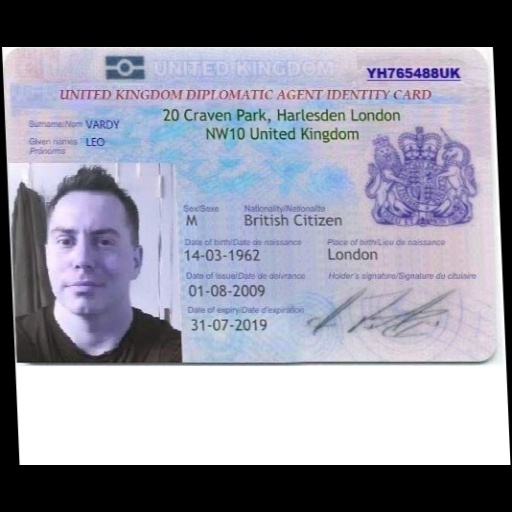 UNITED KINGDOM
YH765488UK
UNITED KINGDOM DIPLOMATIC AGENT IDENTITY CARD
20 Craven Park, Harlesden London
NW10 United Kingdom
Surname/Nom VARDY
Given names LEO
Prénoms
Sex/Sexe Nationality/Nationalité
M British Citizen
Date of birth/Date de naissance Place of birth/Lieu de naissance
14-03-1962 London
Date of issue/Date de delivrance Holder's signature/Signature du citulaire
01-08-2009
Date of expiry/Date d'expiration
31-07-2019